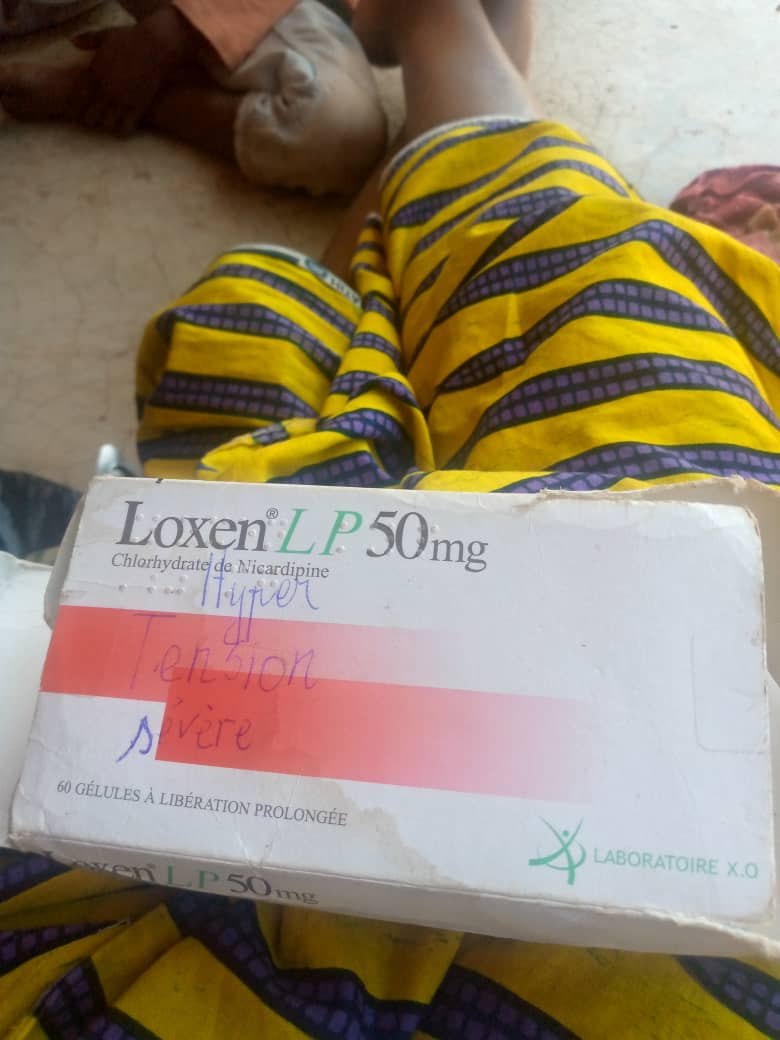 Loxen® LP 50mg
Chlorhydrate de Nicardipine
Hyper
Tension
sévère
60 GÉLULES À LIBÉRATION PROLONGÉE
LABORATOIRE X.O
Loxen® LP 50mg